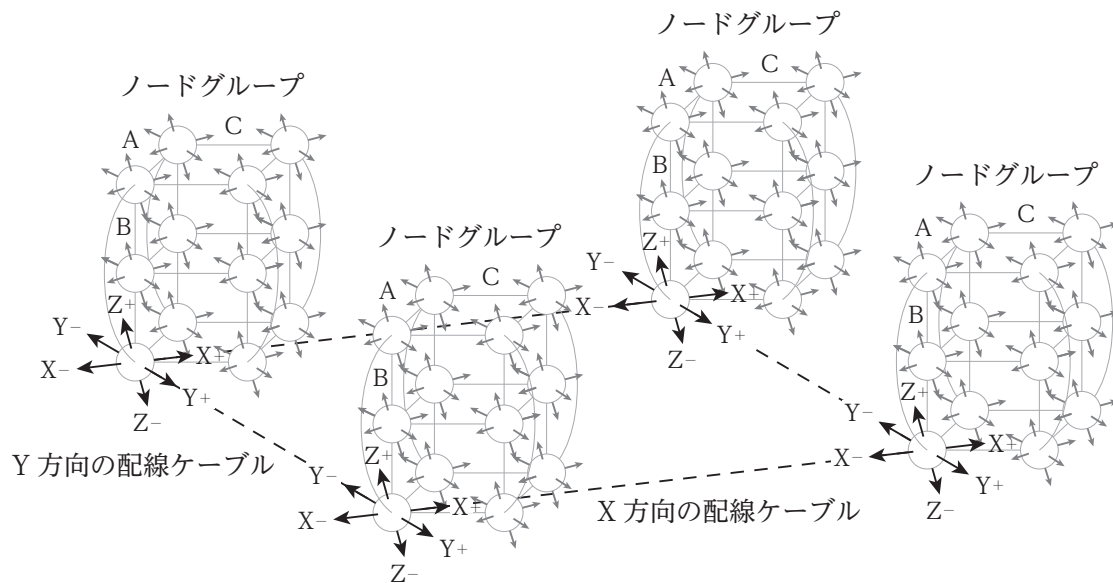 ノードグループ
A
C
B
Z+
Y−
X−
X+
Y+
Z−
ノードグループ
A
C
B
Z+
Y−
X−
X+
Y+
Z−
ノードグループ
A
C
B
Z+
Y−
X−
X+
Y+
Z−
ノードグループ
A
C
B
Z+
Y−
X−
X+
Y+
Z−
Y 方向の配線ケーブル
X 方向の配線ケーブル